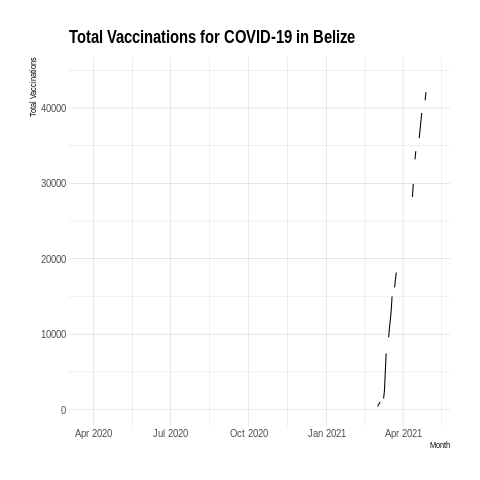 Total Vaccinations for COVID-19 in Belize
Total Vaccinations
40000
30000
20000
10000
0
Apr 2020 Jul 2020 Oct 2020 Jan 2021 Apr 2021
Month